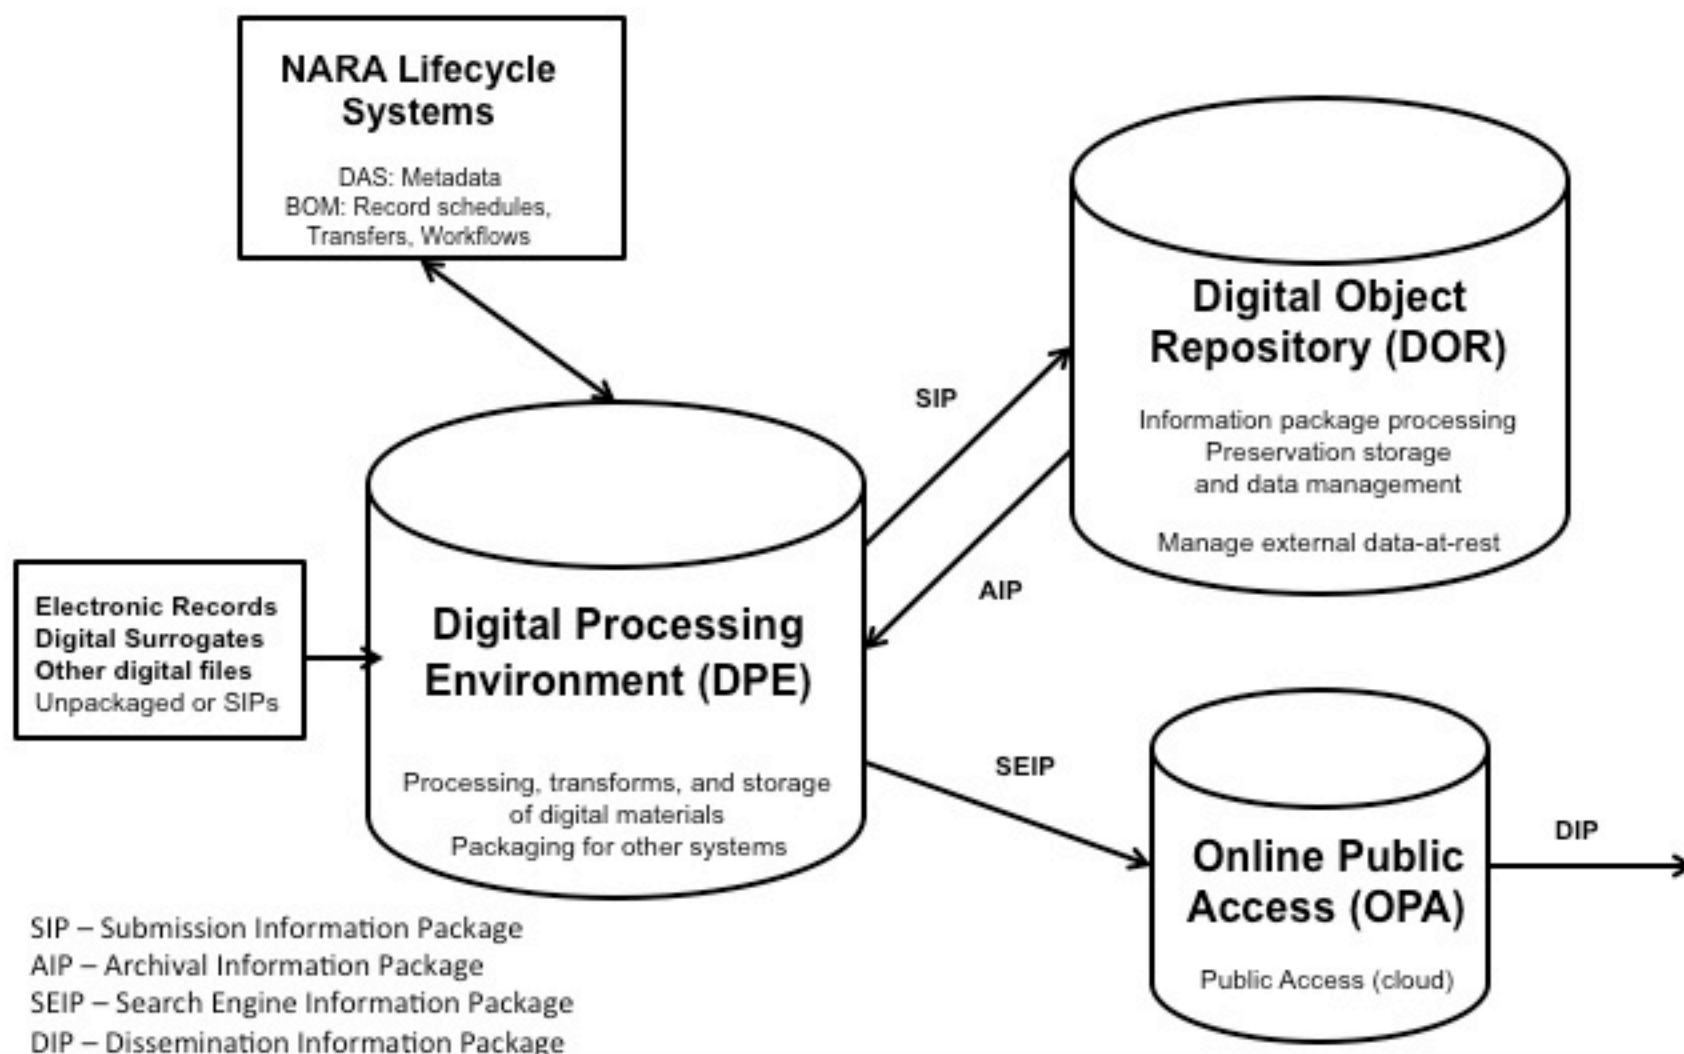 NARA Lifecycle
Systems
DAS: Metadata
BOM: Record schedules,
Transfers, Workflows
Digital Object
Repository (DOR)
Information package processing
Preservation storage
and data management
Manage external data-at-rest
SIP
AIP
Electronic Records
Digital Surrogates
Other digital files
Unpackaged or SIPs
Digital Processing
Environment (DPE)
Processing, transforms, and storage
of digital materials
Packaging for other systems
SEIP
Online Public
Access (OPA)
Public Access (cloud)
DIP
SIP – Submission Information Package
AIP – Archival Information Package
SEIP – Search Engine Information Package
DIP – Dissemination Information Package